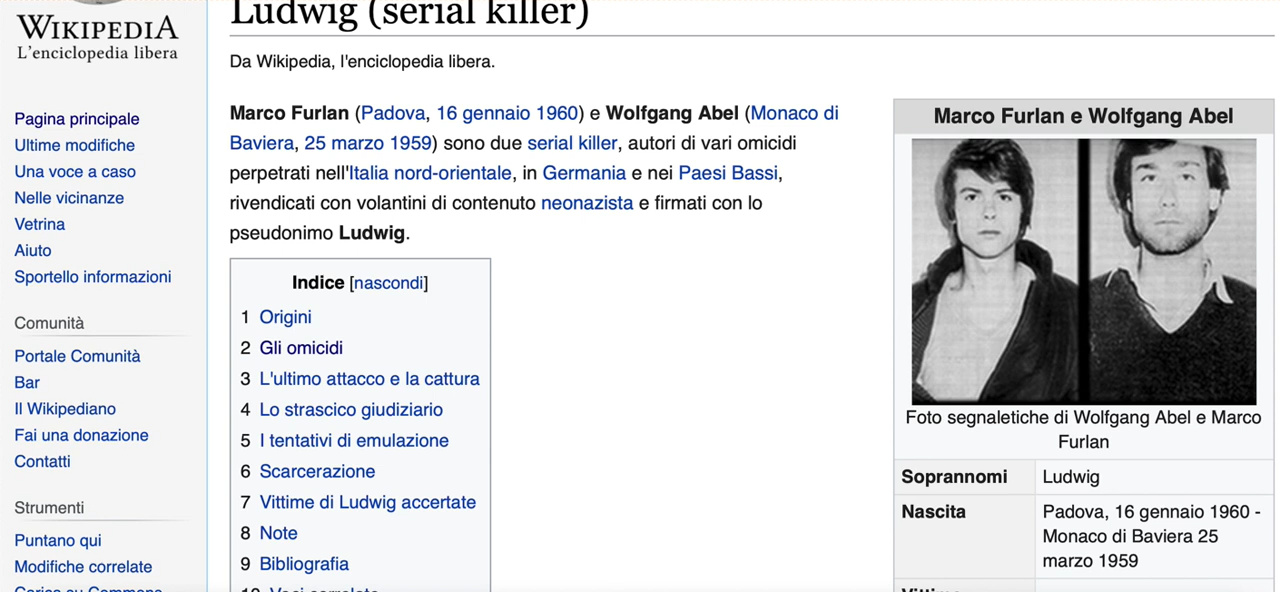 Ludwig (serial killer)
WIKIPEDIA
L'enciclopedia libera
Pagina principale
Ultime modifiche
Una voce a caso
Nelle vicinanze
Vetrina
Aiuto
Sportello informazioni
Comunità
Portale Comunità
Bar
Il Wikipediano
Fai una donazione
Contatti
Strumenti
Puntano qui
Modifiche correlate
Carica su Commons
Da Wikipedia, l'enciclopedia libera.
Marco Furlan (Padova, 16 gennaio 1960) e Wolfgang Abel (Monaco di
Baviera, 25 marzo 1959) sono due serial killer, autori di vari omicidi
perpetrati nell'Italia nord-orientale, in Germania e nei Paesi Bassi,
rivendicati con volantini di contenuto neonazista e firmati con lo
pseudonimo Ludwig.
Indice [nascondi]
1 Origini
2 Gli omicidi
3 L'ultimo attacco e la cattura
4 Lo strascico giudiziario
5 I tentativi di emulazione
6 Scarcerazione
7 Vittime di Ludwig accertate
8 Note
9 Bibliografia
10 Voci correlate
Marco Furlan e Wolfgang Abel
Foto segnaletiche di Wolfgang Abel e Marco
Furlan
Soprannomi Ludwig
Nascita Padova, 16 gennaio 1960 -
Monaco di Baviera 25
marzo 1959
Vittime